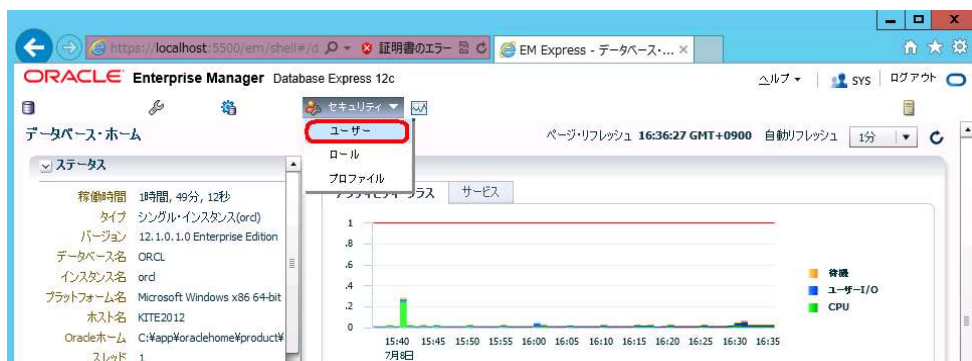 https://localhost:5500/em/shell#/d
証明書のエラー
EM Express - データベース・...
ORACLE Enterprise Manager Database Express 12c
ヘルプ
SYS
ログアウト
セキュリティ
ユーザー
ロール
プロファイル
データベース・ホーム
ページ・リフレッシュ 16:36:27 GMT+0900 自動リフレッシュ 1分
ステータス
稼働時間 1時間, 49分, 12秒
タイプ シングル・インスタンス(orcl)
バージョン 12.1.0.1.0 Enterprise Edition
データベース名 ORCL
インスタンス名 orcl
プラットフォーム名 Microsoft Windows x86 64-bit
ホスト名 KITE2012
Oracleホーム C:¥app¥oraclehome¥product¥
スレッド 1
サービス
1
.8
.6
.4
.2
0
15:40 15:45 15:50 15:55 16:00 16:05 16:10 16:15 16:20 16:25 16:30 16:35
7月8日
待機
ユーザーI/O
CPU